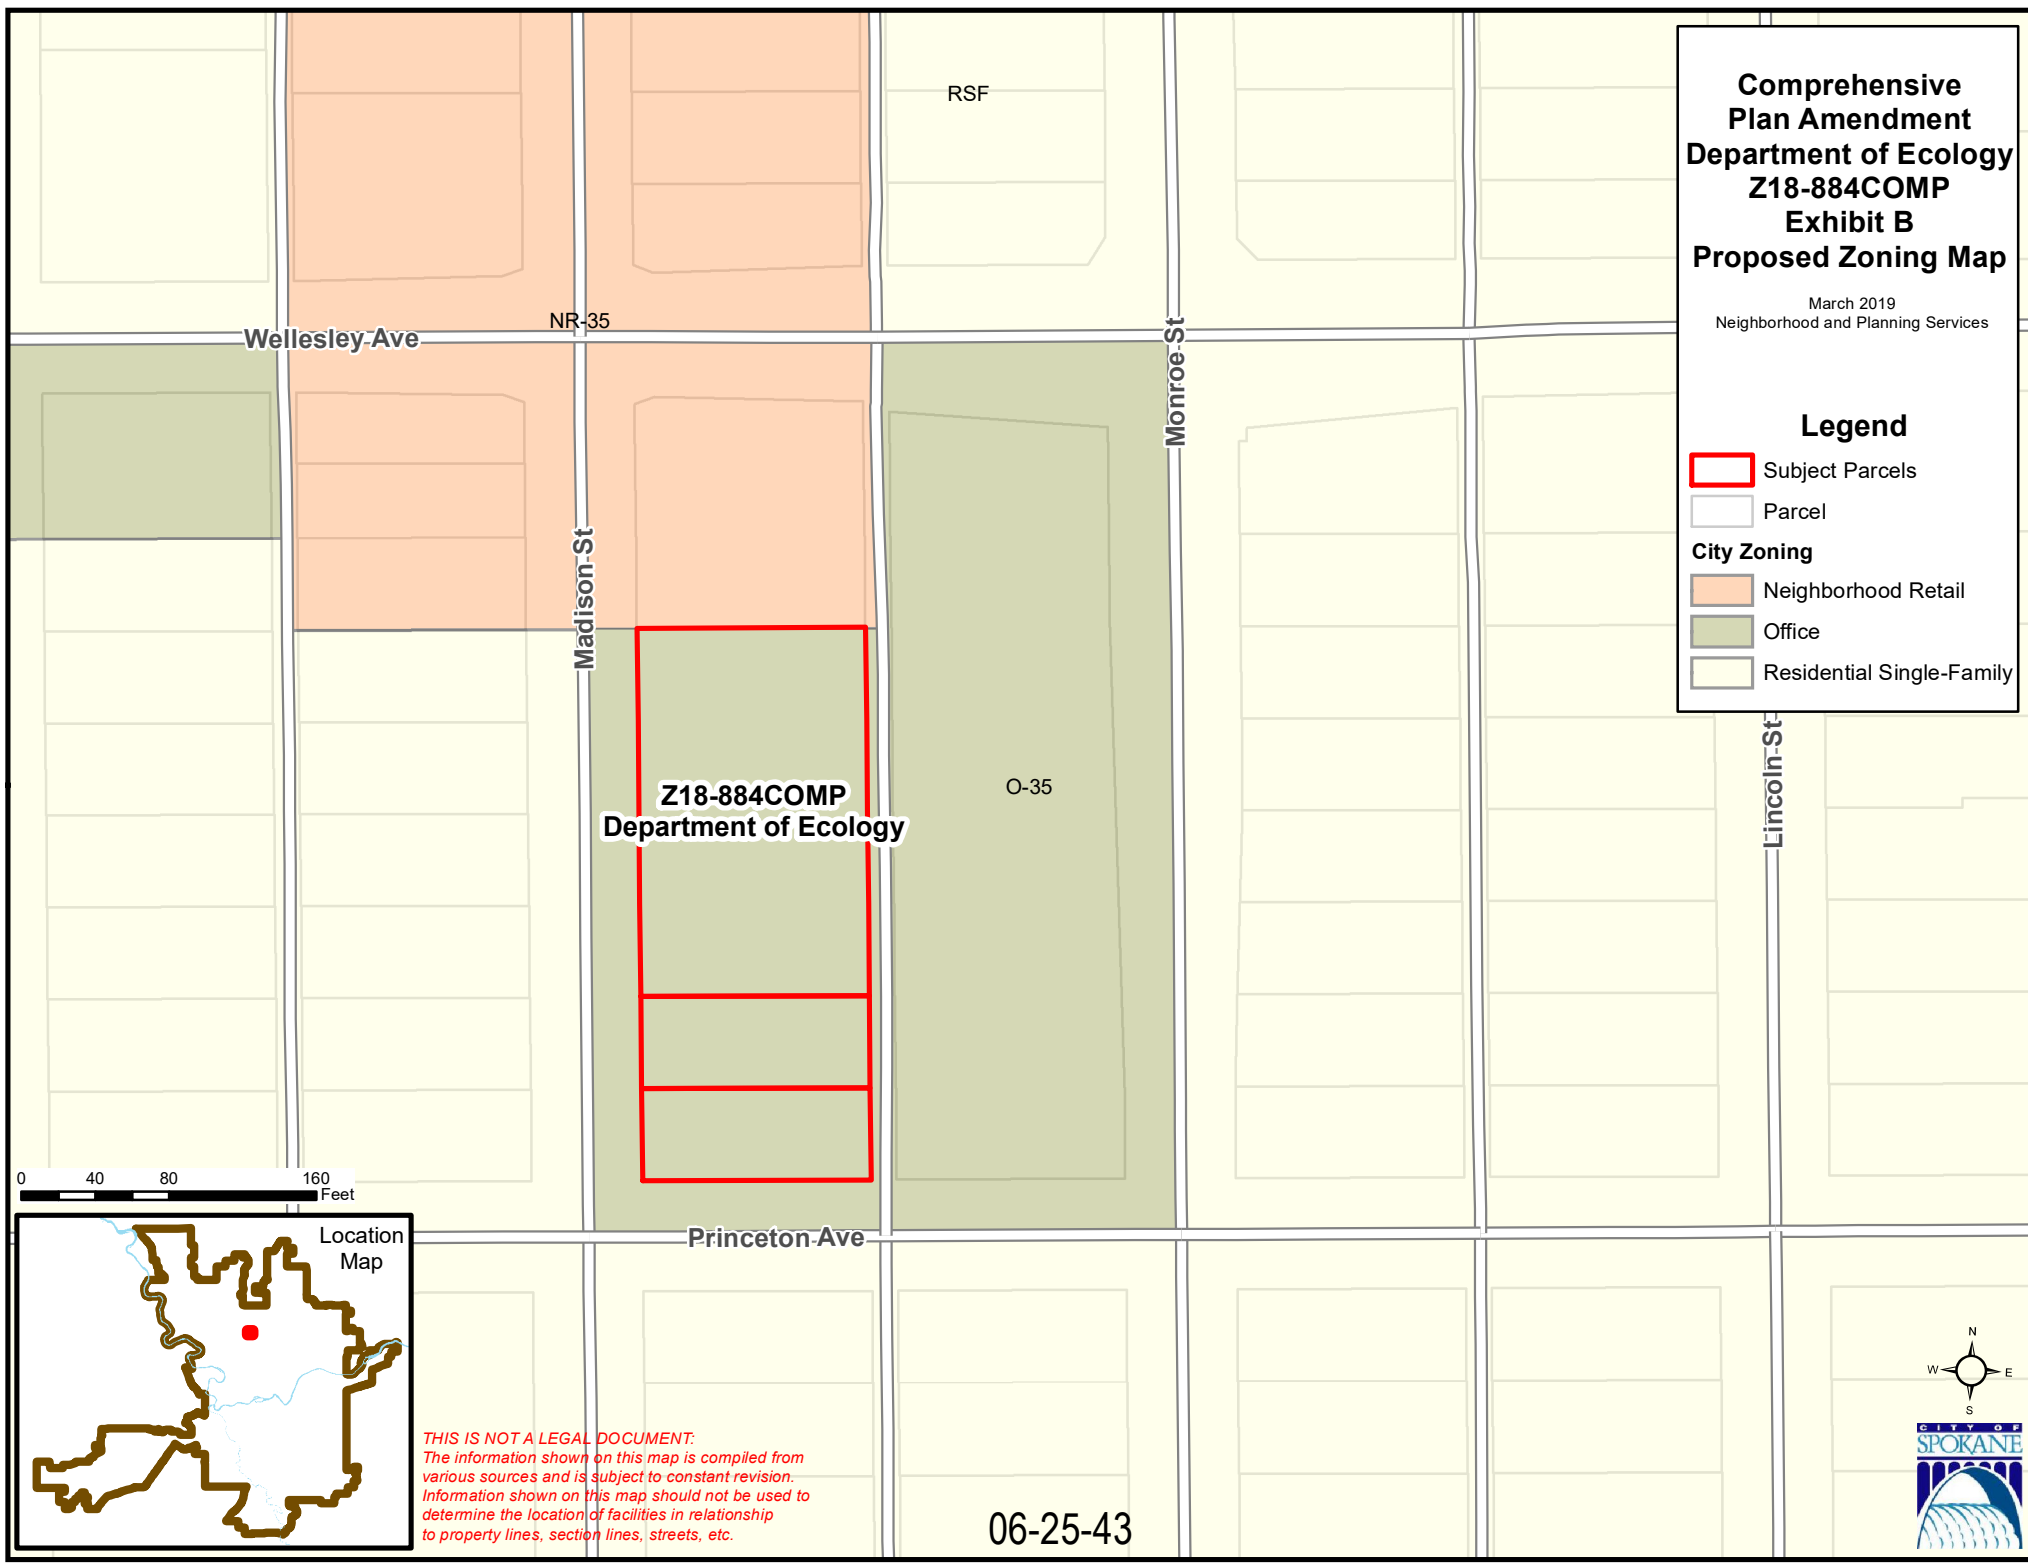 Comprehensive
Plan Amendment
Department of Ecology
Z18-884COMP
Exhibit B
Proposed Zoning Map
March 2019
Neighborhood and Planning Services
Legend
Subject Parcels
Parcel
City Zoning
Neighborhood Retail
Office
Residential Single-Family
RSF
NR-35
Wellesley Ave
Monroe St
Madison St
Lincoln St
O-35
Z18-884COMP
Department of Ecology
Princeton Ave
0 40 80 160
Feet
Location
Map
THIS IS NOT A LEGAL DOCUMENT:
The information shown on this map is compiled from
various sources and is subject to constant revision.
Information shown on this map should not be used to
determine the location of facilities in relationship
to property lines, section lines, streets, etc.
06-25-43
N
W E
S
CITY OF
SPOKANE